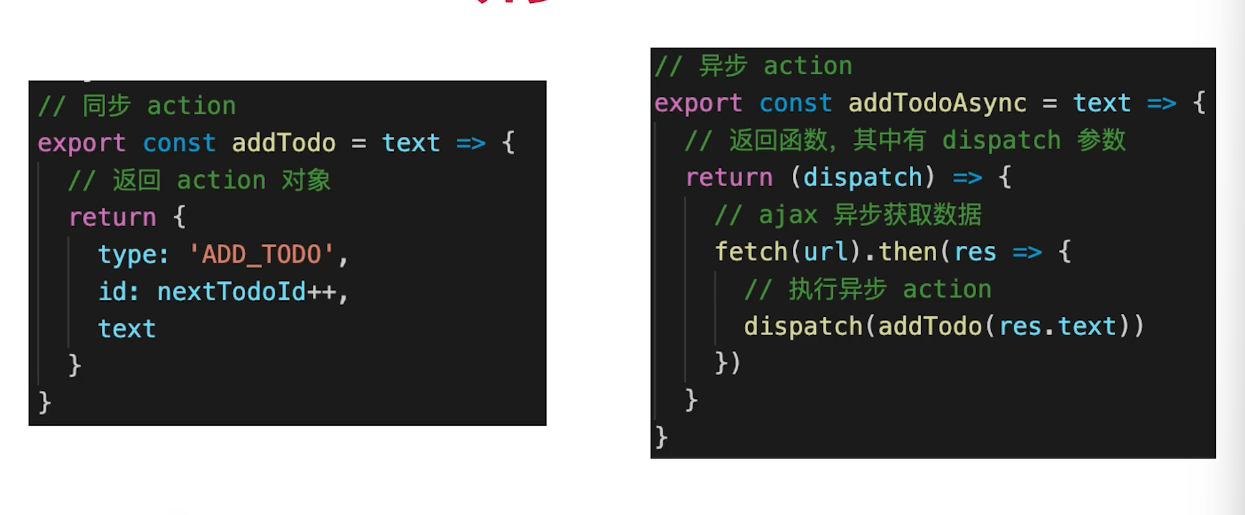 // 同步 action
export const addTodo = text => {
// 返回 action 对象
return {
type: 'ADD_TODO',
id: nextTodoId++,
text
}
}
// 异步 action
export const addTodoAsync = text => {
// 返回函数，其中有 dispatch 参数
return (dispatch) => {
// ajax 异步获取数据
fetch(url).then(res => {
// 执行异步 action
dispatch(addTodo(res.text))
})
}
}